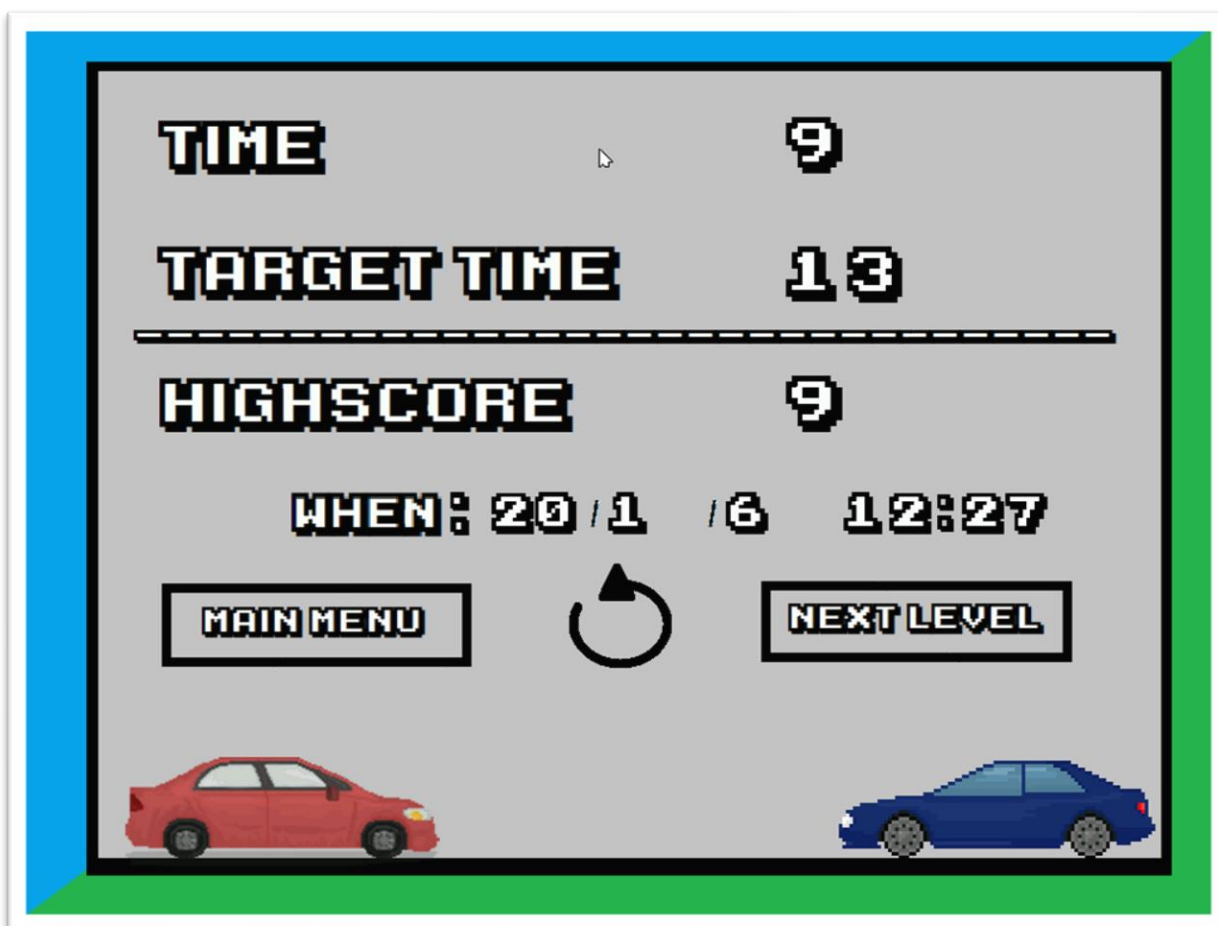 TIME 9
TARGET TIME 13
HIGHSCORE 9
WHEN: 20/1 /6 12:27
MAIN MENU NEXT LEVEL